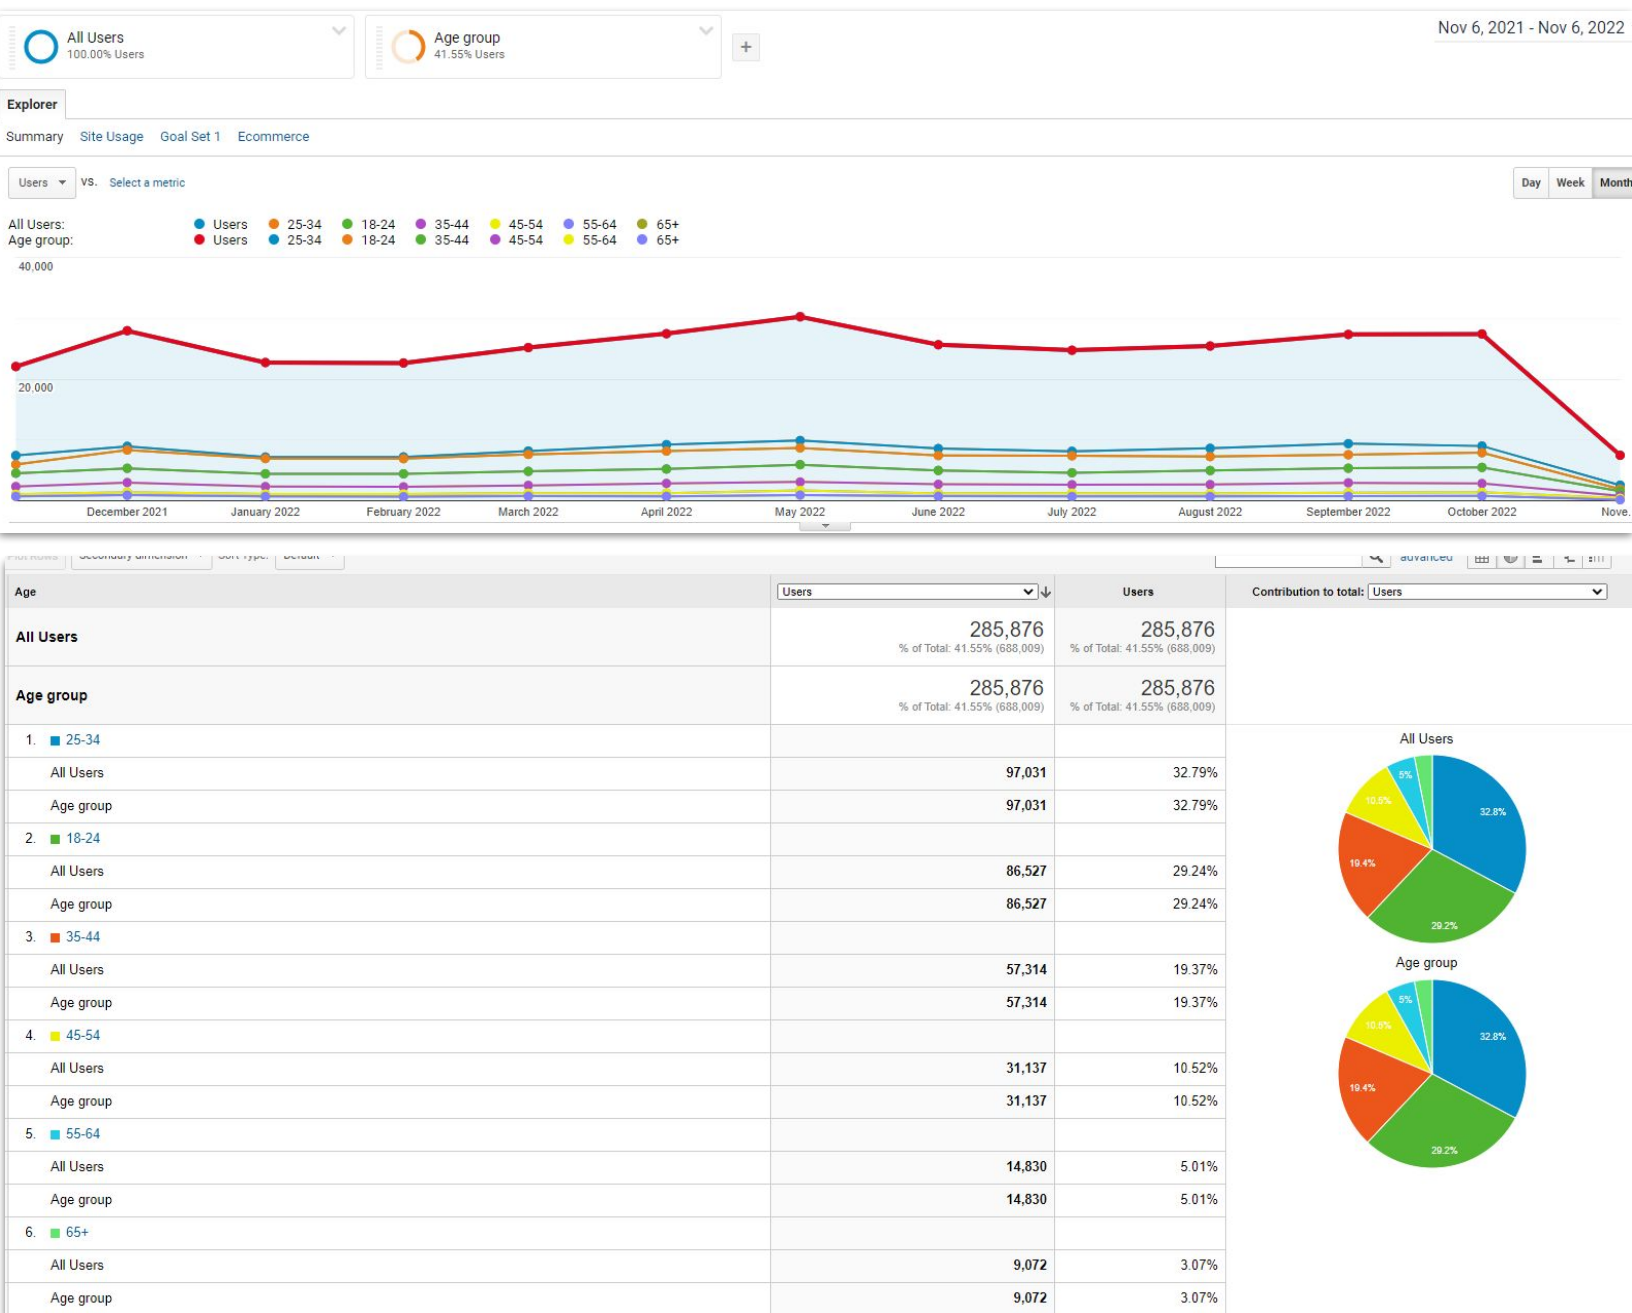 All Users
100.00% Users
Age group
41.55% Users
+
Nov 6, 2021 - Nov 6, 2022
Explorer
Summary Site Usage Goal Set 1 Ecommerce
Users VS. Select a metric
Day Week Month
All Users: Users 25-34 18-24 35-44 45-54 55-64 65+
Age group: Users 25-34 18-24 35-44 45-54 55-64 65+
40,000
20,000
December 2021 January 2022 February 2022 March 2022 April 2022 May 2022 June 2022 July 2022 August 2022 September 2022 October 2022 Nove...
Plot Rows Secondary dimension Sort Type: Default advanced
Age Users Users Contribution to total: Users
All Users 285,876 285,876
% of Total: 41.55% (688,009) % of Total: 41.55% (688,009)
Age group 285,876 285,876
% of Total: 41.55% (688,009) % of Total: 41.55% (688,009)
1. 25-34
All Users 97,031 32.79%
Age group 97,031 32.79%
2. 18-24
All Users 86,527 29.24%
Age group 86,527 29.24%
3. 35-44
All Users 57,314 19.37%
Age group 57,314 19.37%
4. 45-54
All Users 31,137 10.52%
Age group 31,137 10.52%
5. 55-64
All Users 14,830 5.01%
Age group 14,830 5.01%
6. 65+
All Users 9,072 3.07%
Age group 9,072 3.07%
All Users
5%
10.5%
32.8%
19.4%
29.2%
Age group
5%
10.5%
32.8%
19.4%
29.2%